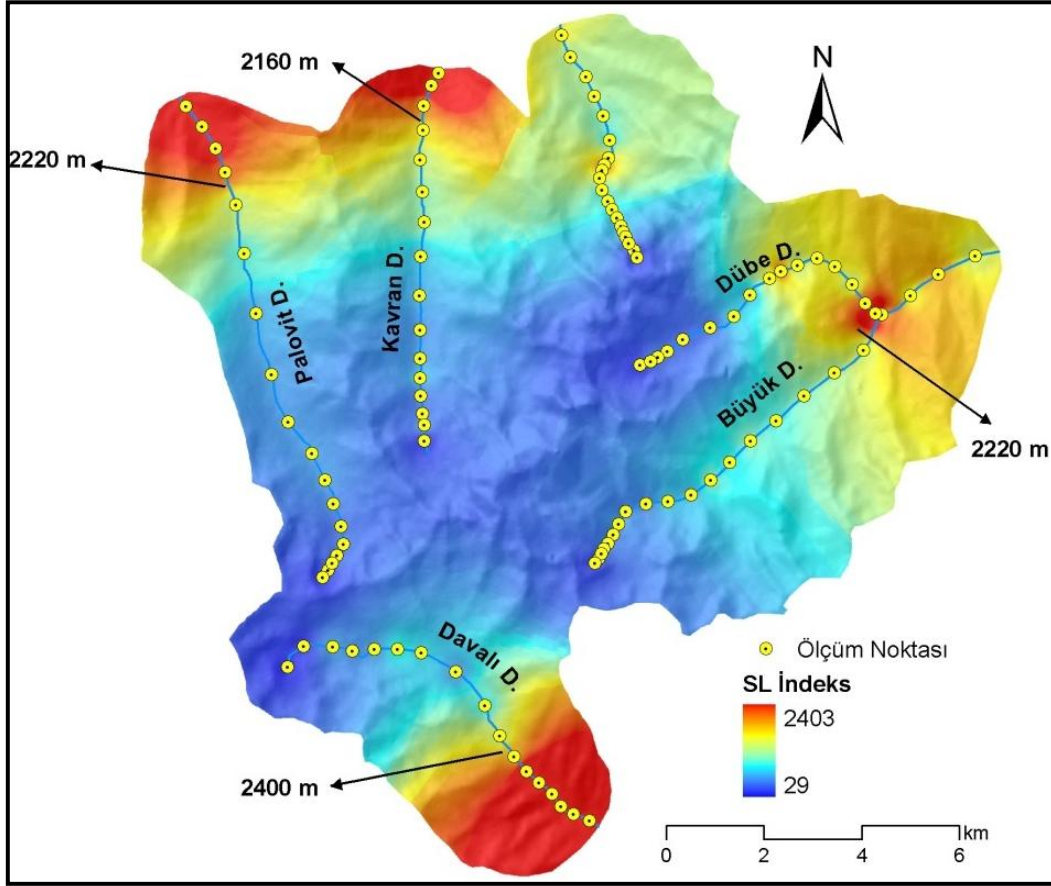 2160 m
N
2220 m
Dübe D.
Kavran D.
Palovit D.
Büyük D.
2220 m
Davalı D.
Ölçüm Noktası
SL İndeks
2403
29
2400 m
km
0 2 4 6